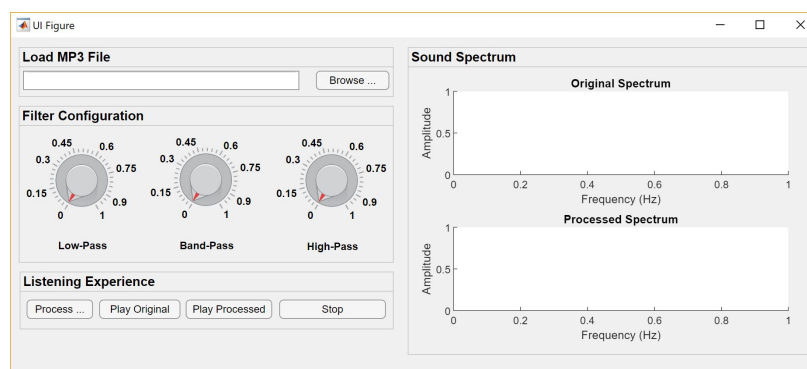 UI Figure
Load MP3 File
Browse ...
Filter Configuration
0.45 0.6
0.3 0.75
0.15 0.9
0 1
Low-Pass
0.45 0.6
0.3 0.75
0.15 0.9
0 1
Band-Pass
0.45 0.6
0.3 0.75
0.15 0.9
0 1
High-Pass
Listening Experience
Process ... Play Original Play Processed Stop
Sound Spectrum
Original Spectrum
Amplitude
1
0.5
0
0 0.2 0.4 0.6 0.8 1
Frequency (Hz)
Processed Spectrum
Amplitude
1
0.5
0
0 0.2 0.4 0.6 0.8 1
Frequency (Hz)